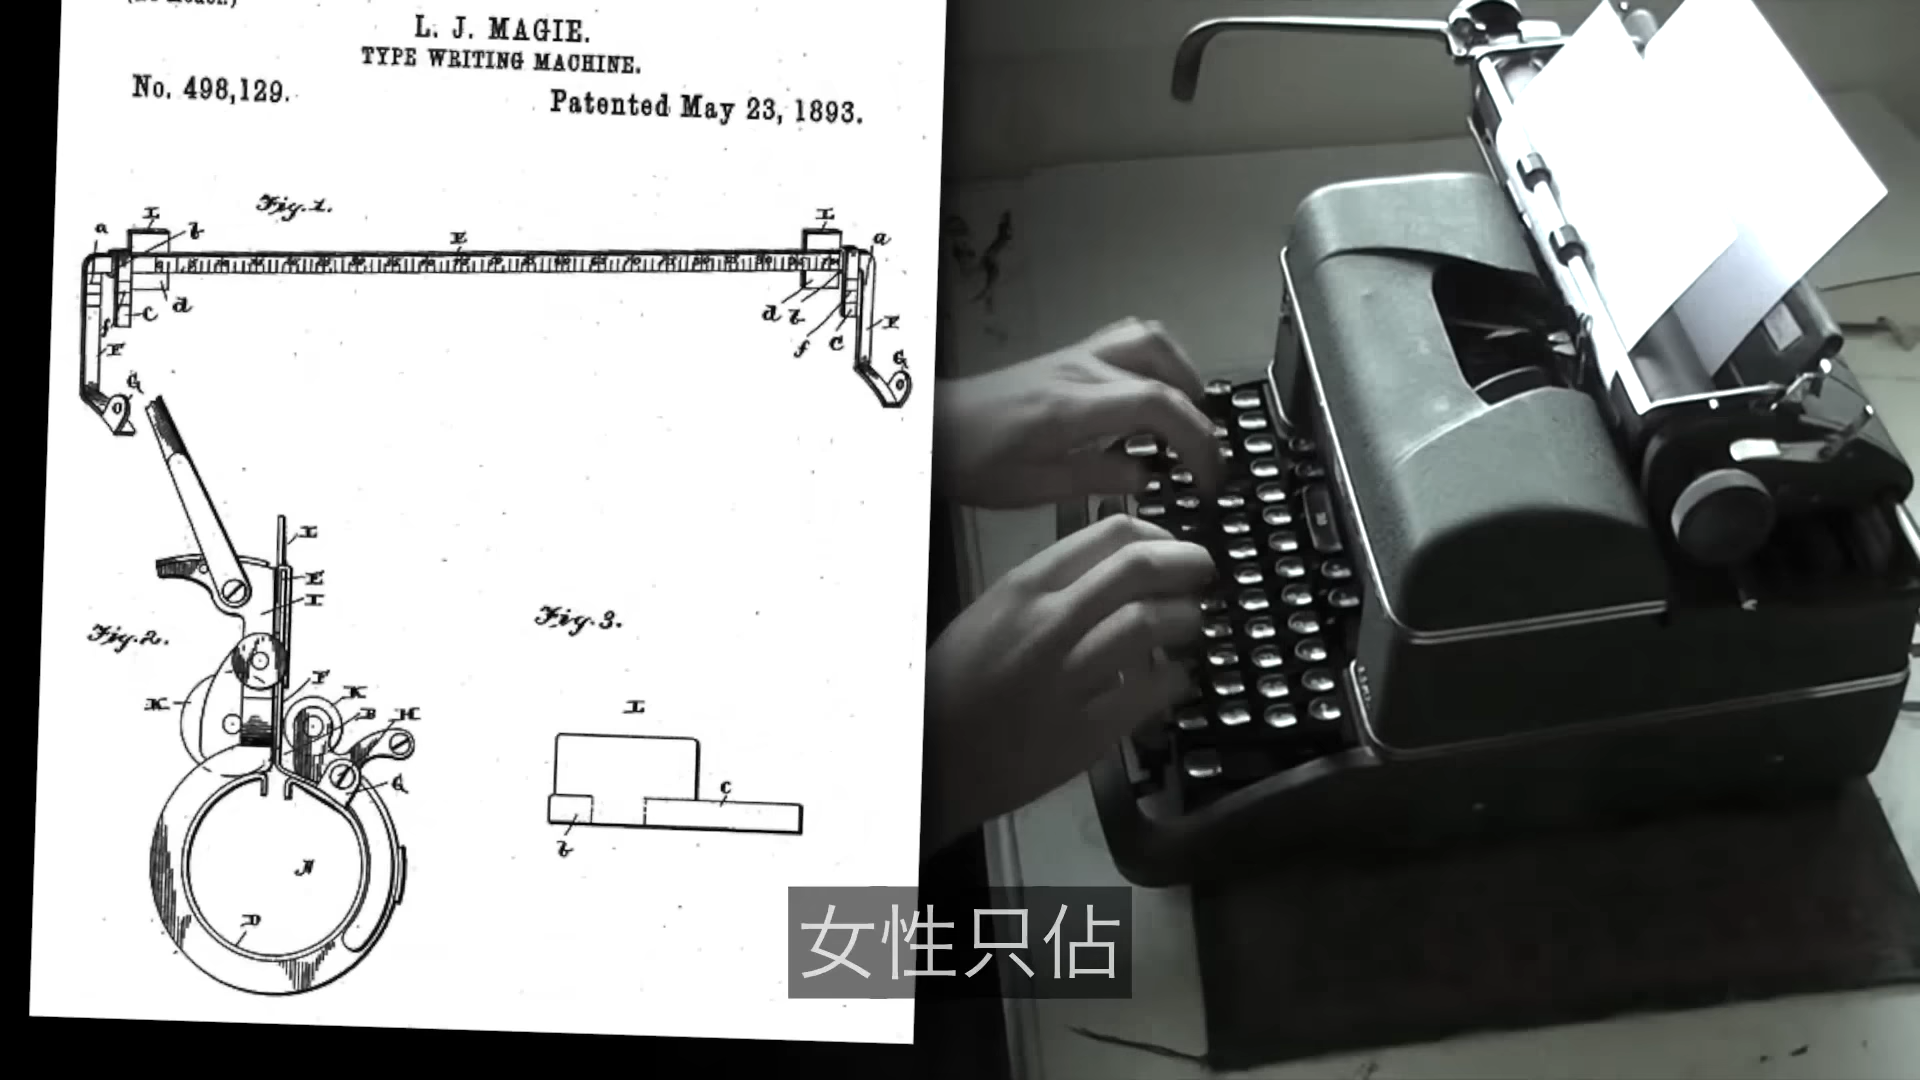 L. J. MAGIE.
TYPE WRITING MACHINE.
No. 498,129.
Patented May 23, 1893.
Fig. 1.
L
L
a
b
E
a
d
C
f
F
G
d
b
f
C
F
G
L
E
I
Fig. 2.
Fig. 3.
F
K
K
B
H
L
G
c
b
A
D
女性只佔